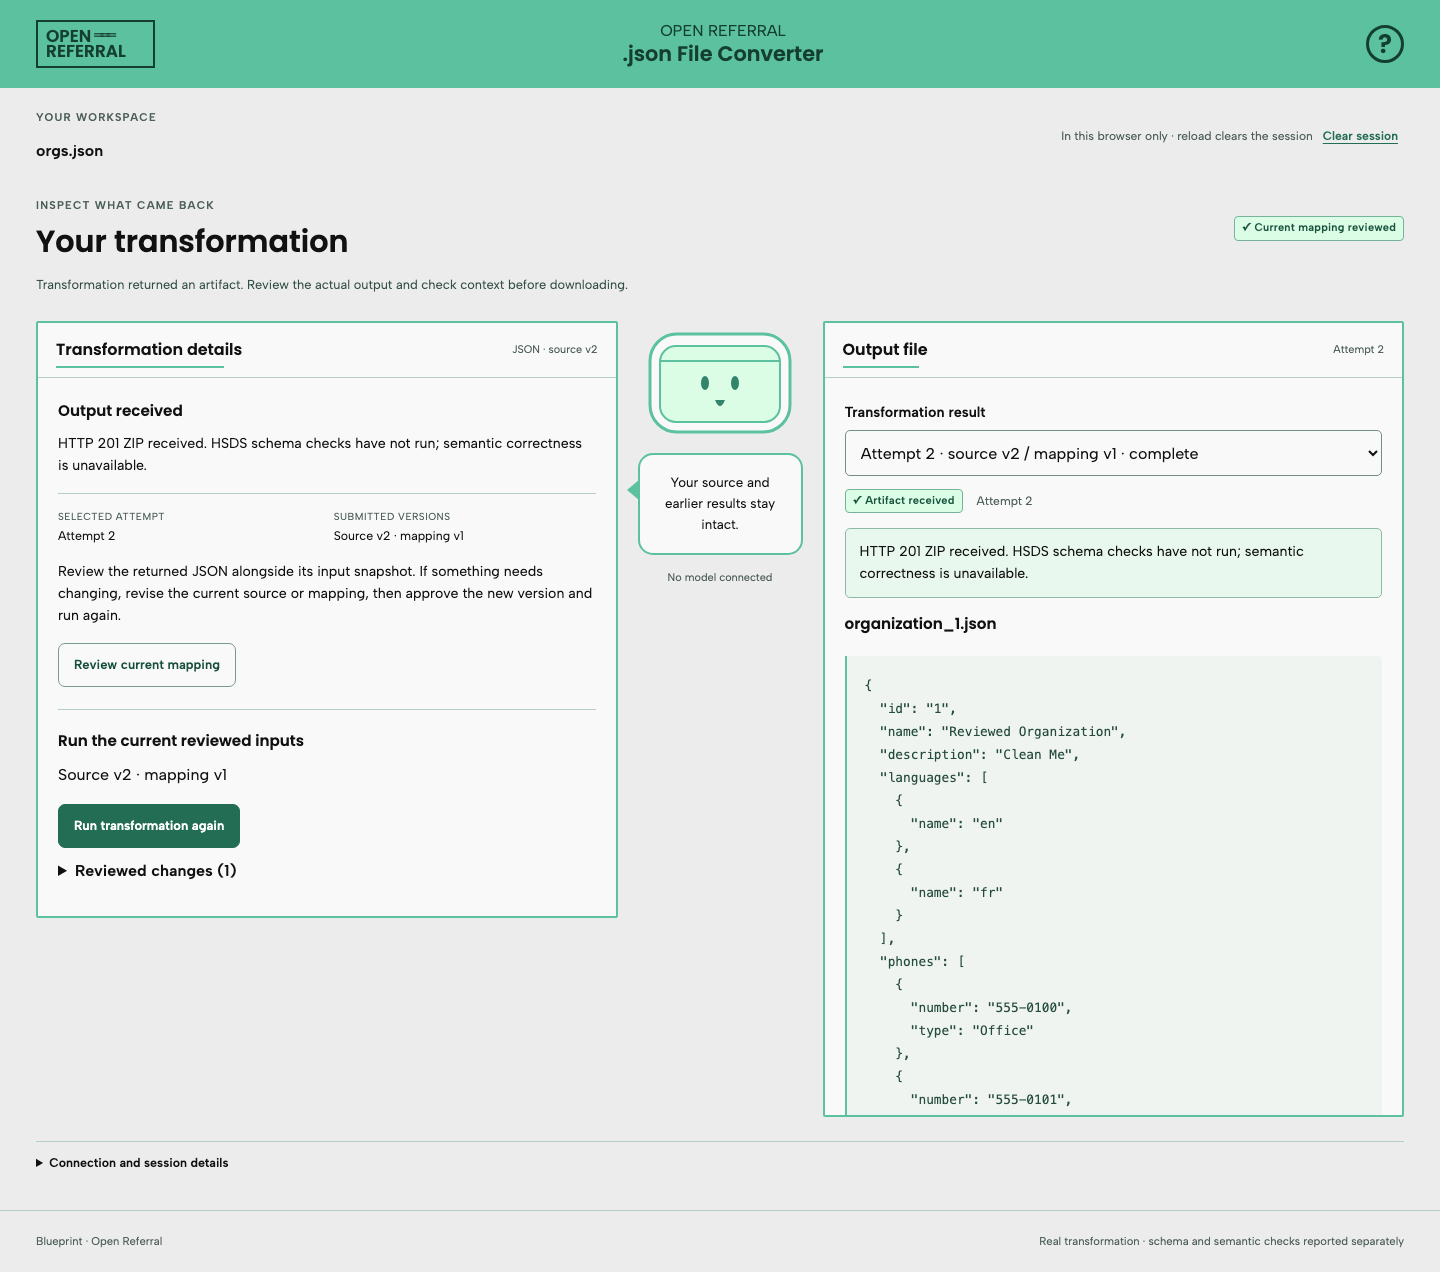 OPEN
REFERRAL
OPEN REFERRAL
.json File Converter
?
YOUR WORKSPACE
orgs.json
In this browser only · reload clears the session Clear session
INSPECT WHAT CAME BACK
Your transformation
✓ Current mapping reviewed
Transformation returned an artifact. Review the actual output and check context before downloading.
Transformation details
JSON · source v2
Output received
HTTP 201 ZIP received. HSDS schema checks have not run; semantic correctness
is unavailable.
SELECTED ATTEMPT
Attempt 2
SUBMITTED VERSIONS
Source v2 · mapping v1
Review the returned JSON alongside its input snapshot. If something needs
changing, revise the current source or mapping, then approve the new version and
run again.
Review current mapping
Run the current reviewed inputs
Source v2 · mapping v1
Run transformation again
Reviewed changes (1)
Your source and
earlier results stay
intact.
No model connected
Output file
Attempt 2
Transformation result
Attempt 2 · source v2 / mapping v1 · complete
✓ Artifact received
Attempt 2
HTTP 201 ZIP received. HSDS schema checks have not run; semantic
correctness is unavailable.
organization_1.json
{
"id": "1",
"name": "Reviewed Organization",
"description": "Clean Me",
"languages": [
{
"name": "en"
},
{
"name": "fr"
}
],
"phones": [
{
"number": "555-0100",
"type": "Office"
},
{
"number": "555-0101",
Connection and session details
Blueprint · Open Referral
Real transformation · schema and semantic checks reported separately